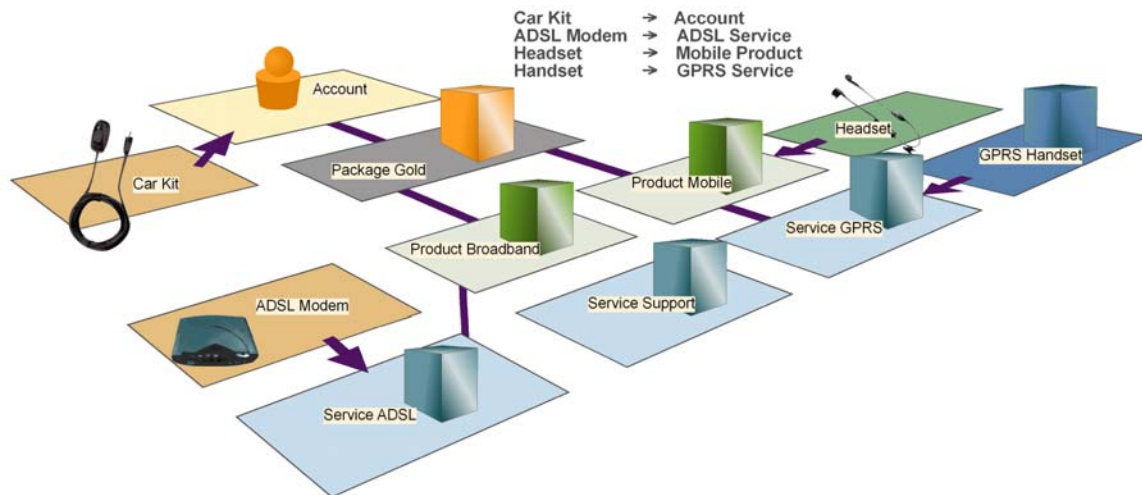 Car Kit → Account
ADSL Modem → ADSL Service
Headset → Mobile Product
Handset → GPRS Service
Account
Headset
GPRS Handset
Package Gold
Product Mobile
Car Kit
Service GPRS
Product Broadband
ADSL Modem
Service Support
Service ADSL